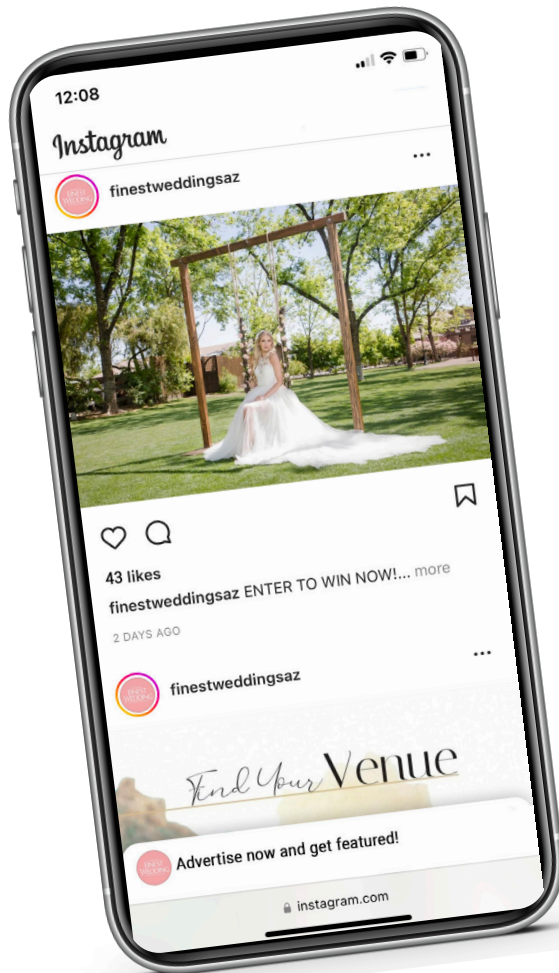 12:08
Instagram
finestweddingsaz
43 likes
finestweddingsaz ENTER TO WIN NOW!... more
2 DAYS AGO
finestweddingsaz
Find Your Venue
Advertise now and get featured!
instagram.com